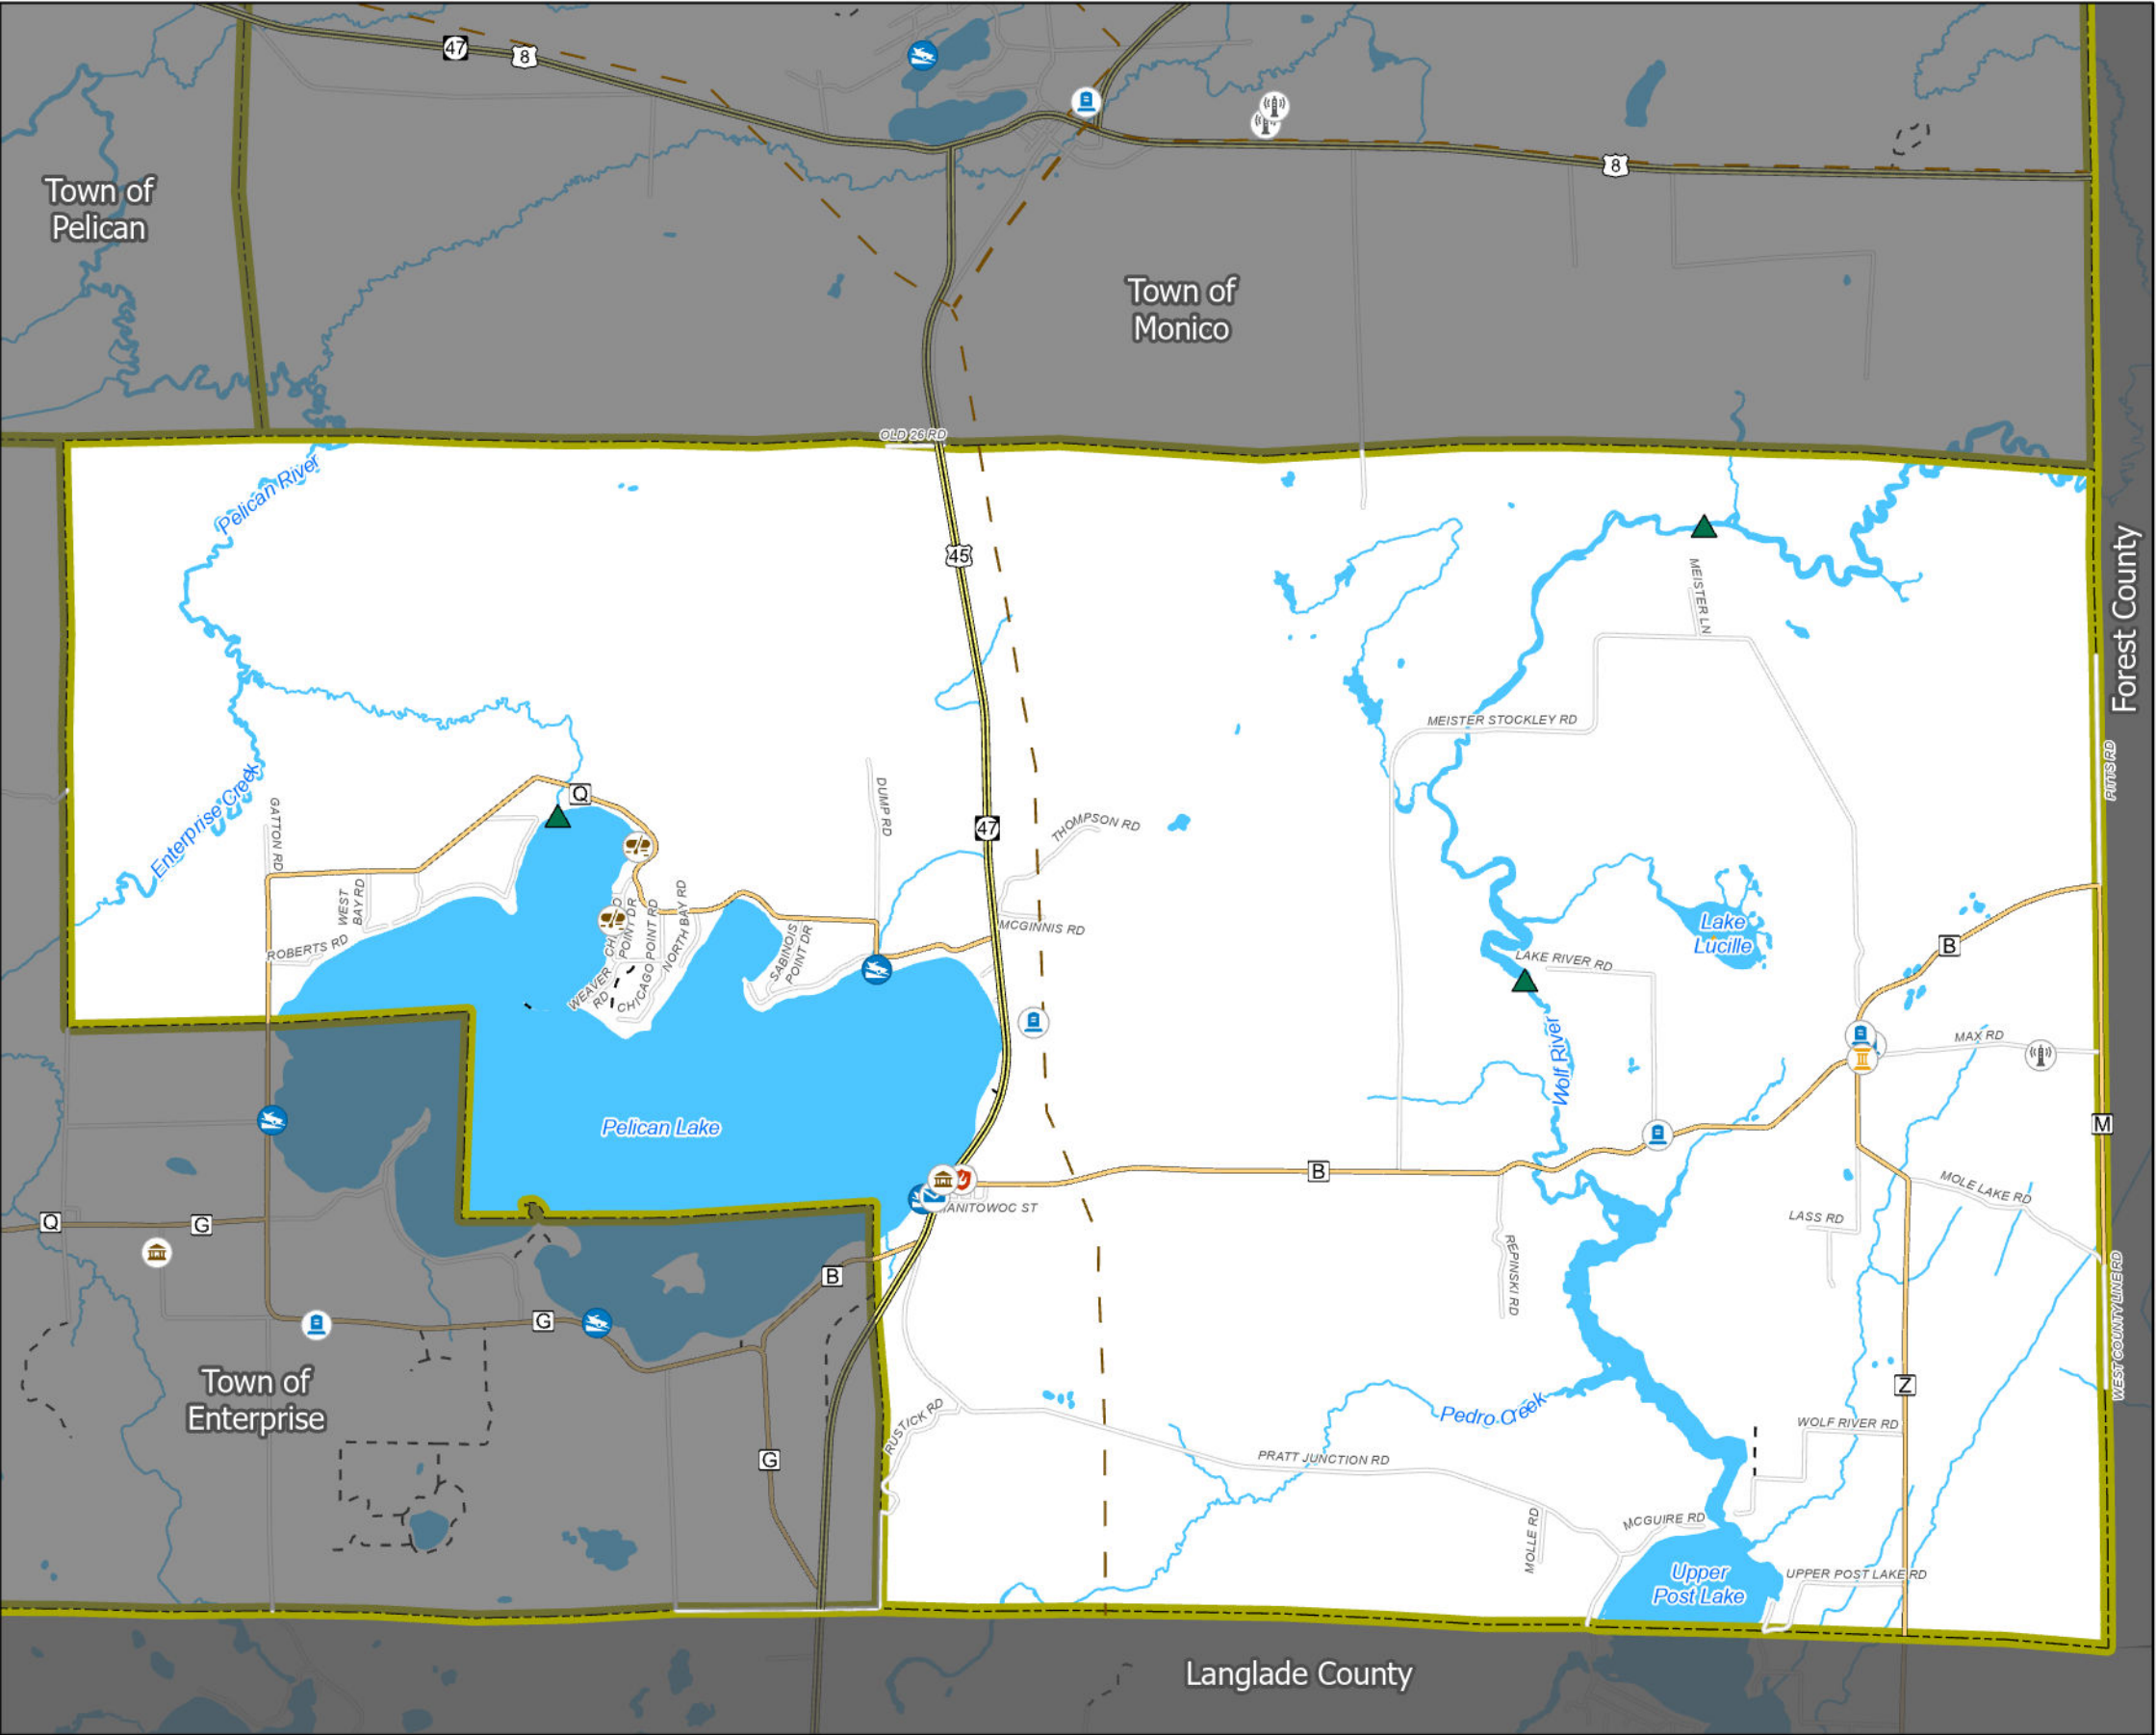 47
8
8
Town of
Pelican
Town of
Monico
OLD 26 RD
Pelican River
45
Forest County
MEISTER LN
MEISTER STOCKLEY RD
PITTS RD
Enterprise Creek
Q
GATTON RD
DUMP RD
47
THOMPSON RD
WEST
BAY RD
ROBERTS RD
POINT DR
CHICAGO POINT RD
NORTH BAY RD
WEAVER
RD
SABINOIS
POINT DR
MCGINNIS RD
Lake
Lucille
B
LAKE RIVER RD
Wolf River
MAX RD
M
Pelican Lake
B
MOLE LAKE RD
MANITOWOC ST
LASS RD
Q
G
B
REPINSKI RD
WEST COUNTY LINE RD
G
Town of
Enterprise
Z
RUSTICK RD
Pedro Creek
WOLF RIVER RD
G
PRATT JUNCTION RD
MOLLE RD
MCGUIRE RD
Upper
Post Lake
UPPER POST LAKE RD
Langlade County